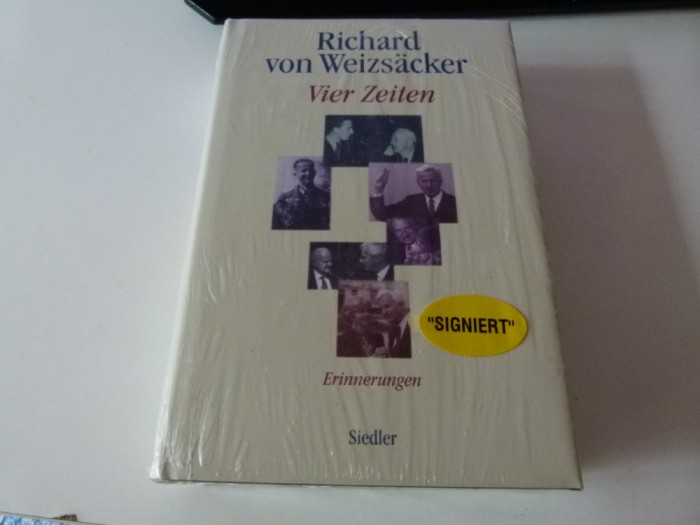 Richard
von Weizsäcker
Vier Zeiten
"SIGNIERT"
Erinnerungen
Siedler